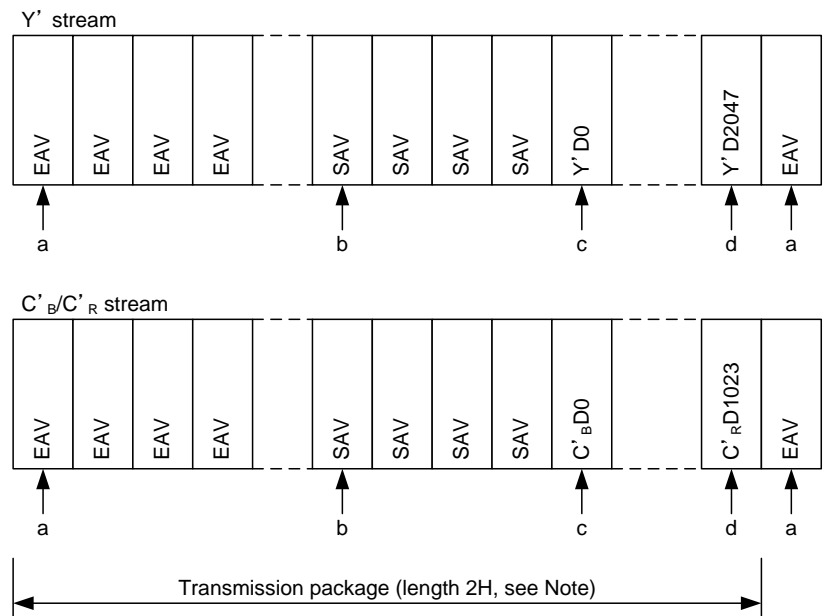 Y’ stream
EAV EAV EAV EAV SAV SAV SAV SAV Y’D0 Y’D2047 EAV
a b c d a
C’B/C’R stream
EAV EAV EAV EAV SAV SAV SAV SAV C’BD0 C’RD1023 EAV
a b c d a
Transmission package (length 2H, see Note)